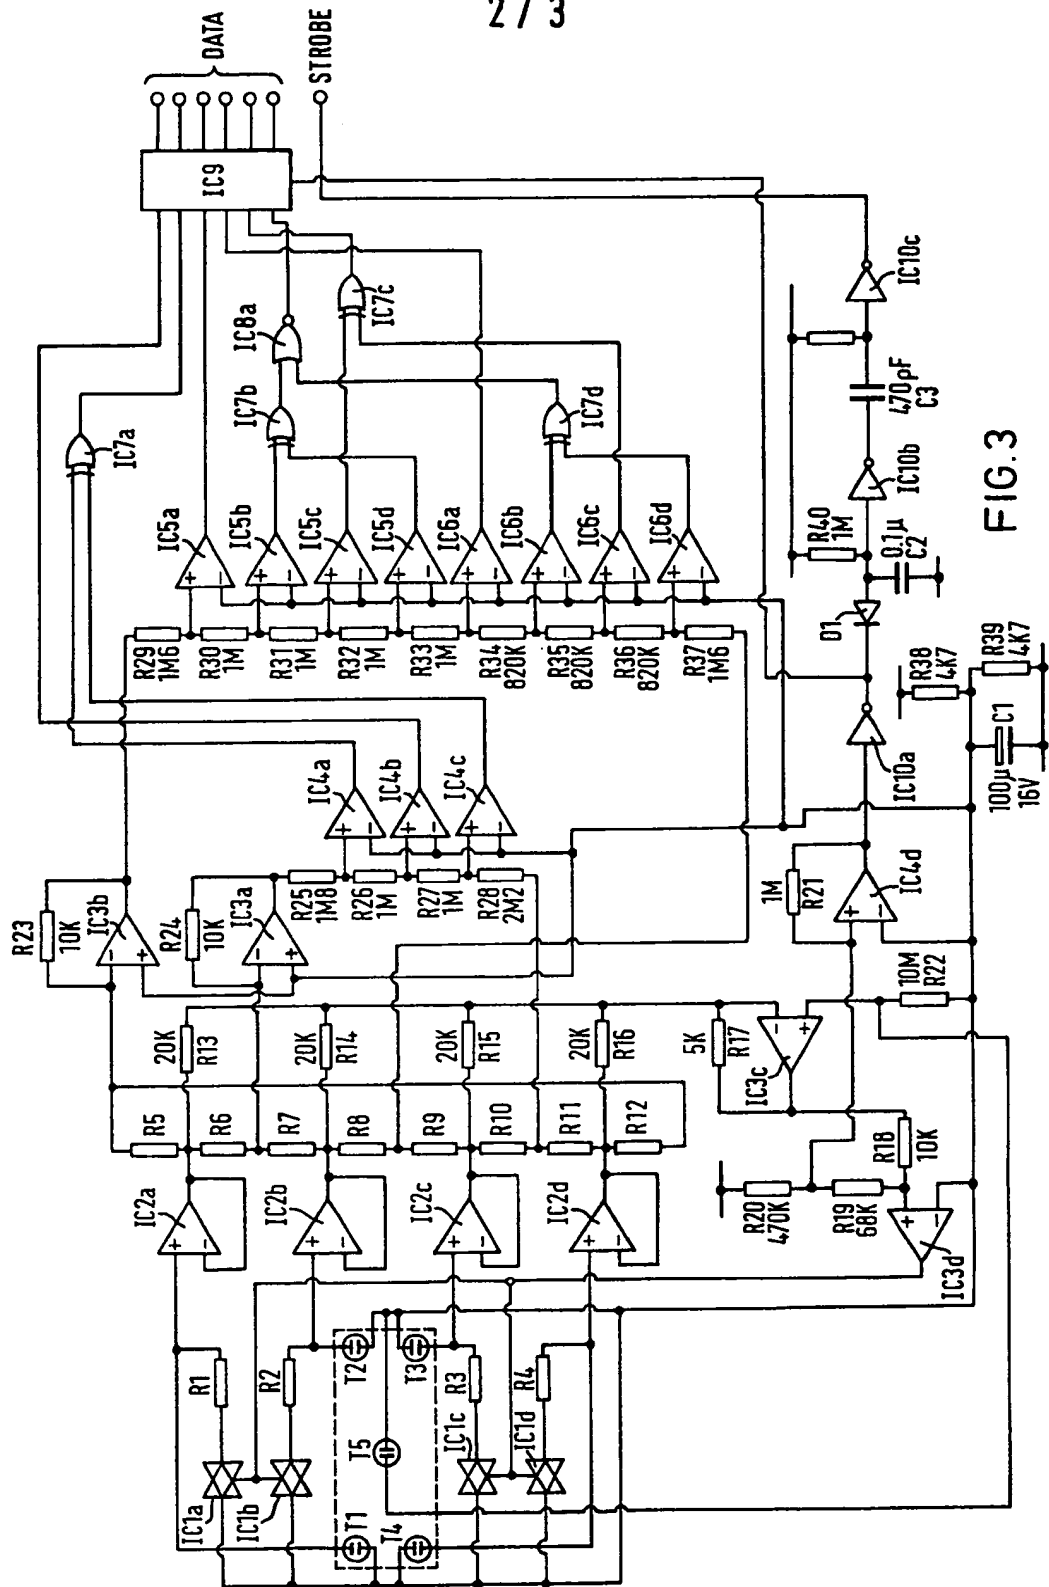 2/3
DATA
STROBE
IC9
IC7a
IC8a
IC7b
IC7c
IC7d
IC5a
IC5b
IC5c
IC5d
IC6a
IC6b
IC6c
IC6d
R29
1M6
R30
1M
R31
1M
R32
1M
R33
1M
R34
820K
R35
820K
R36
820K
R37
1M6
IC4a
IC4b
IC4c
R23
10K
IC3b
R24
10K
IC3a
R25
1M8
R26
1M
R27
1M
R28
2M2
20K
R13
20K
R14
20K
R15
20K
R16
5K
R17
R5
R6
R7
R8
R9
R10
R11
R12
IC2a
IC2b
IC2c
IC2d
R1
R2
R3
R4
IC1a
IC1b
IC1c
IC1d
T1
T2
T3
T4
T5
R20
470K
R19
68K
R18
10K
IC3c
IC3d
10M
R22
1M
R21
IC4d
IC10a
D1
R40
1M
0.1µ
C2
IC10b
470pF
C3
IC10c
R38
4K7
R39
4K7
100µ
16V
C1
FIG.3